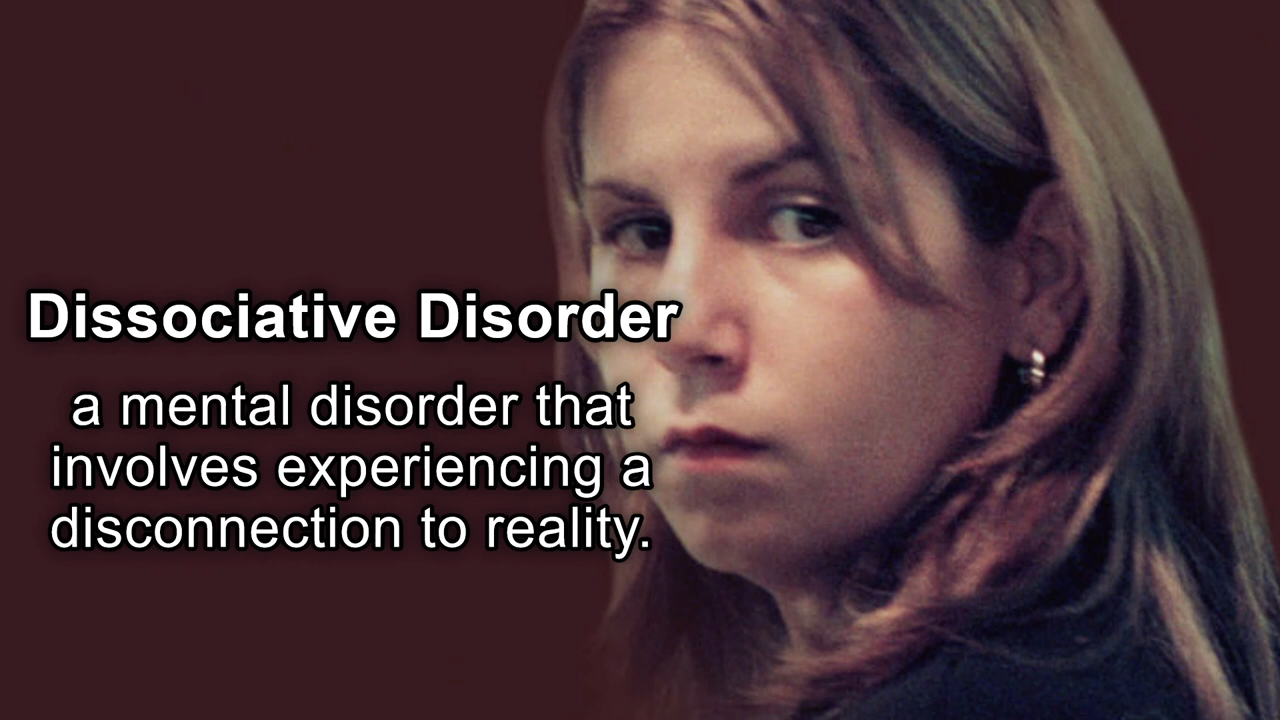 Dissociative Disorder
a mental disorder that
involves experiencing a
disconnection to reality.